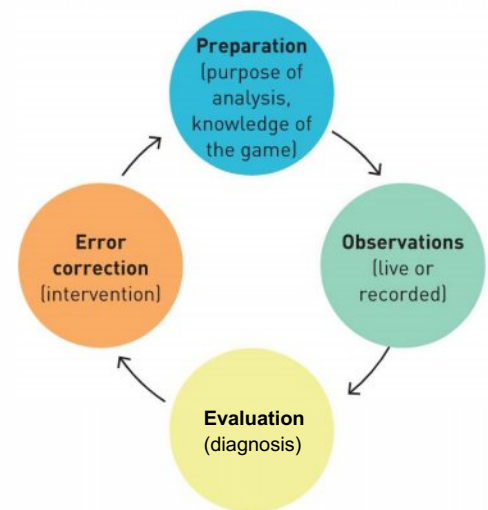 Preparation
(purpose of
analysis,
knowledge of
the game)
Observations
(live or
recorded)
Evaluation
(diagnosis)
Error
correction
(intervention)